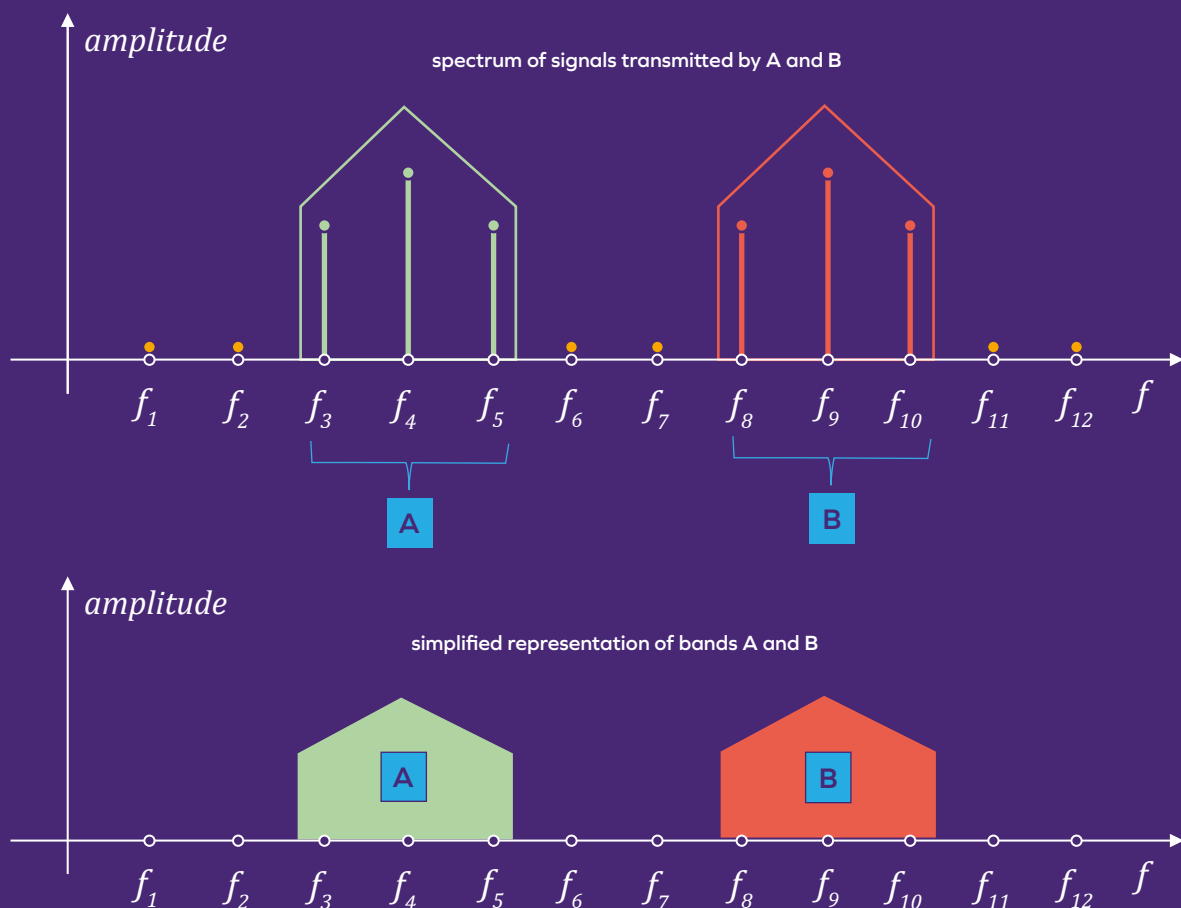 amplitude
spectrum of signals transmitted by A and B
f1 f2 f3 f4 f5 f6 f7 f8 f9 f10 f11 f12 f
A B
amplitude
simplified representation of bands A and B
A B
f1 f2 f3 f4 f5 f6 f7 f8 f9 f10 f11 f12 f